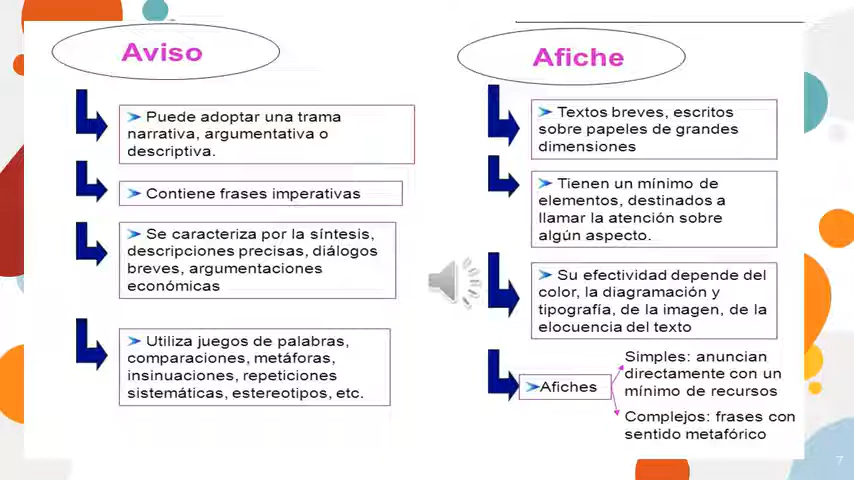 Aviso
Puede adoptar una trama
narrativa, argumentativa o
descriptiva.
Contiene frases imperativas
Se caracteriza por la síntesis,
descripciones precisas, diálogos
breves, argumentaciones
económicas
Utiliza juegos de palabras,
comparaciones, metáforas,
insinuaciones, repeticiones
sistemáticas, estereotipos, etc.
Afiche
Textos breves, escritos
sobre papeles de grandes
dimensiones
Tienen un mínimo de
elementos, destinados a
llamar la atención sobre
algún aspecto.
Su efectividad depende del
color, la diagramación y
tipografía, de la imagen, de la
elocuencia del texto
Afiches
Simples: anuncian
directamente con un
mínimo de recursos
Complejos: frases con
sentido metafórico
7